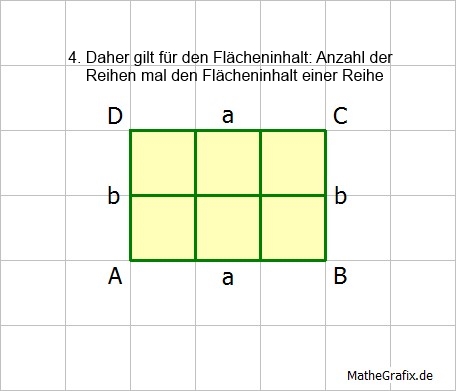 4. Daher gilt für den Flächeninhalt: Anzahl der
Reihen mal den Flächeninhalt einer Reihe
D a C
b b
A a B
MatheGrafix.de